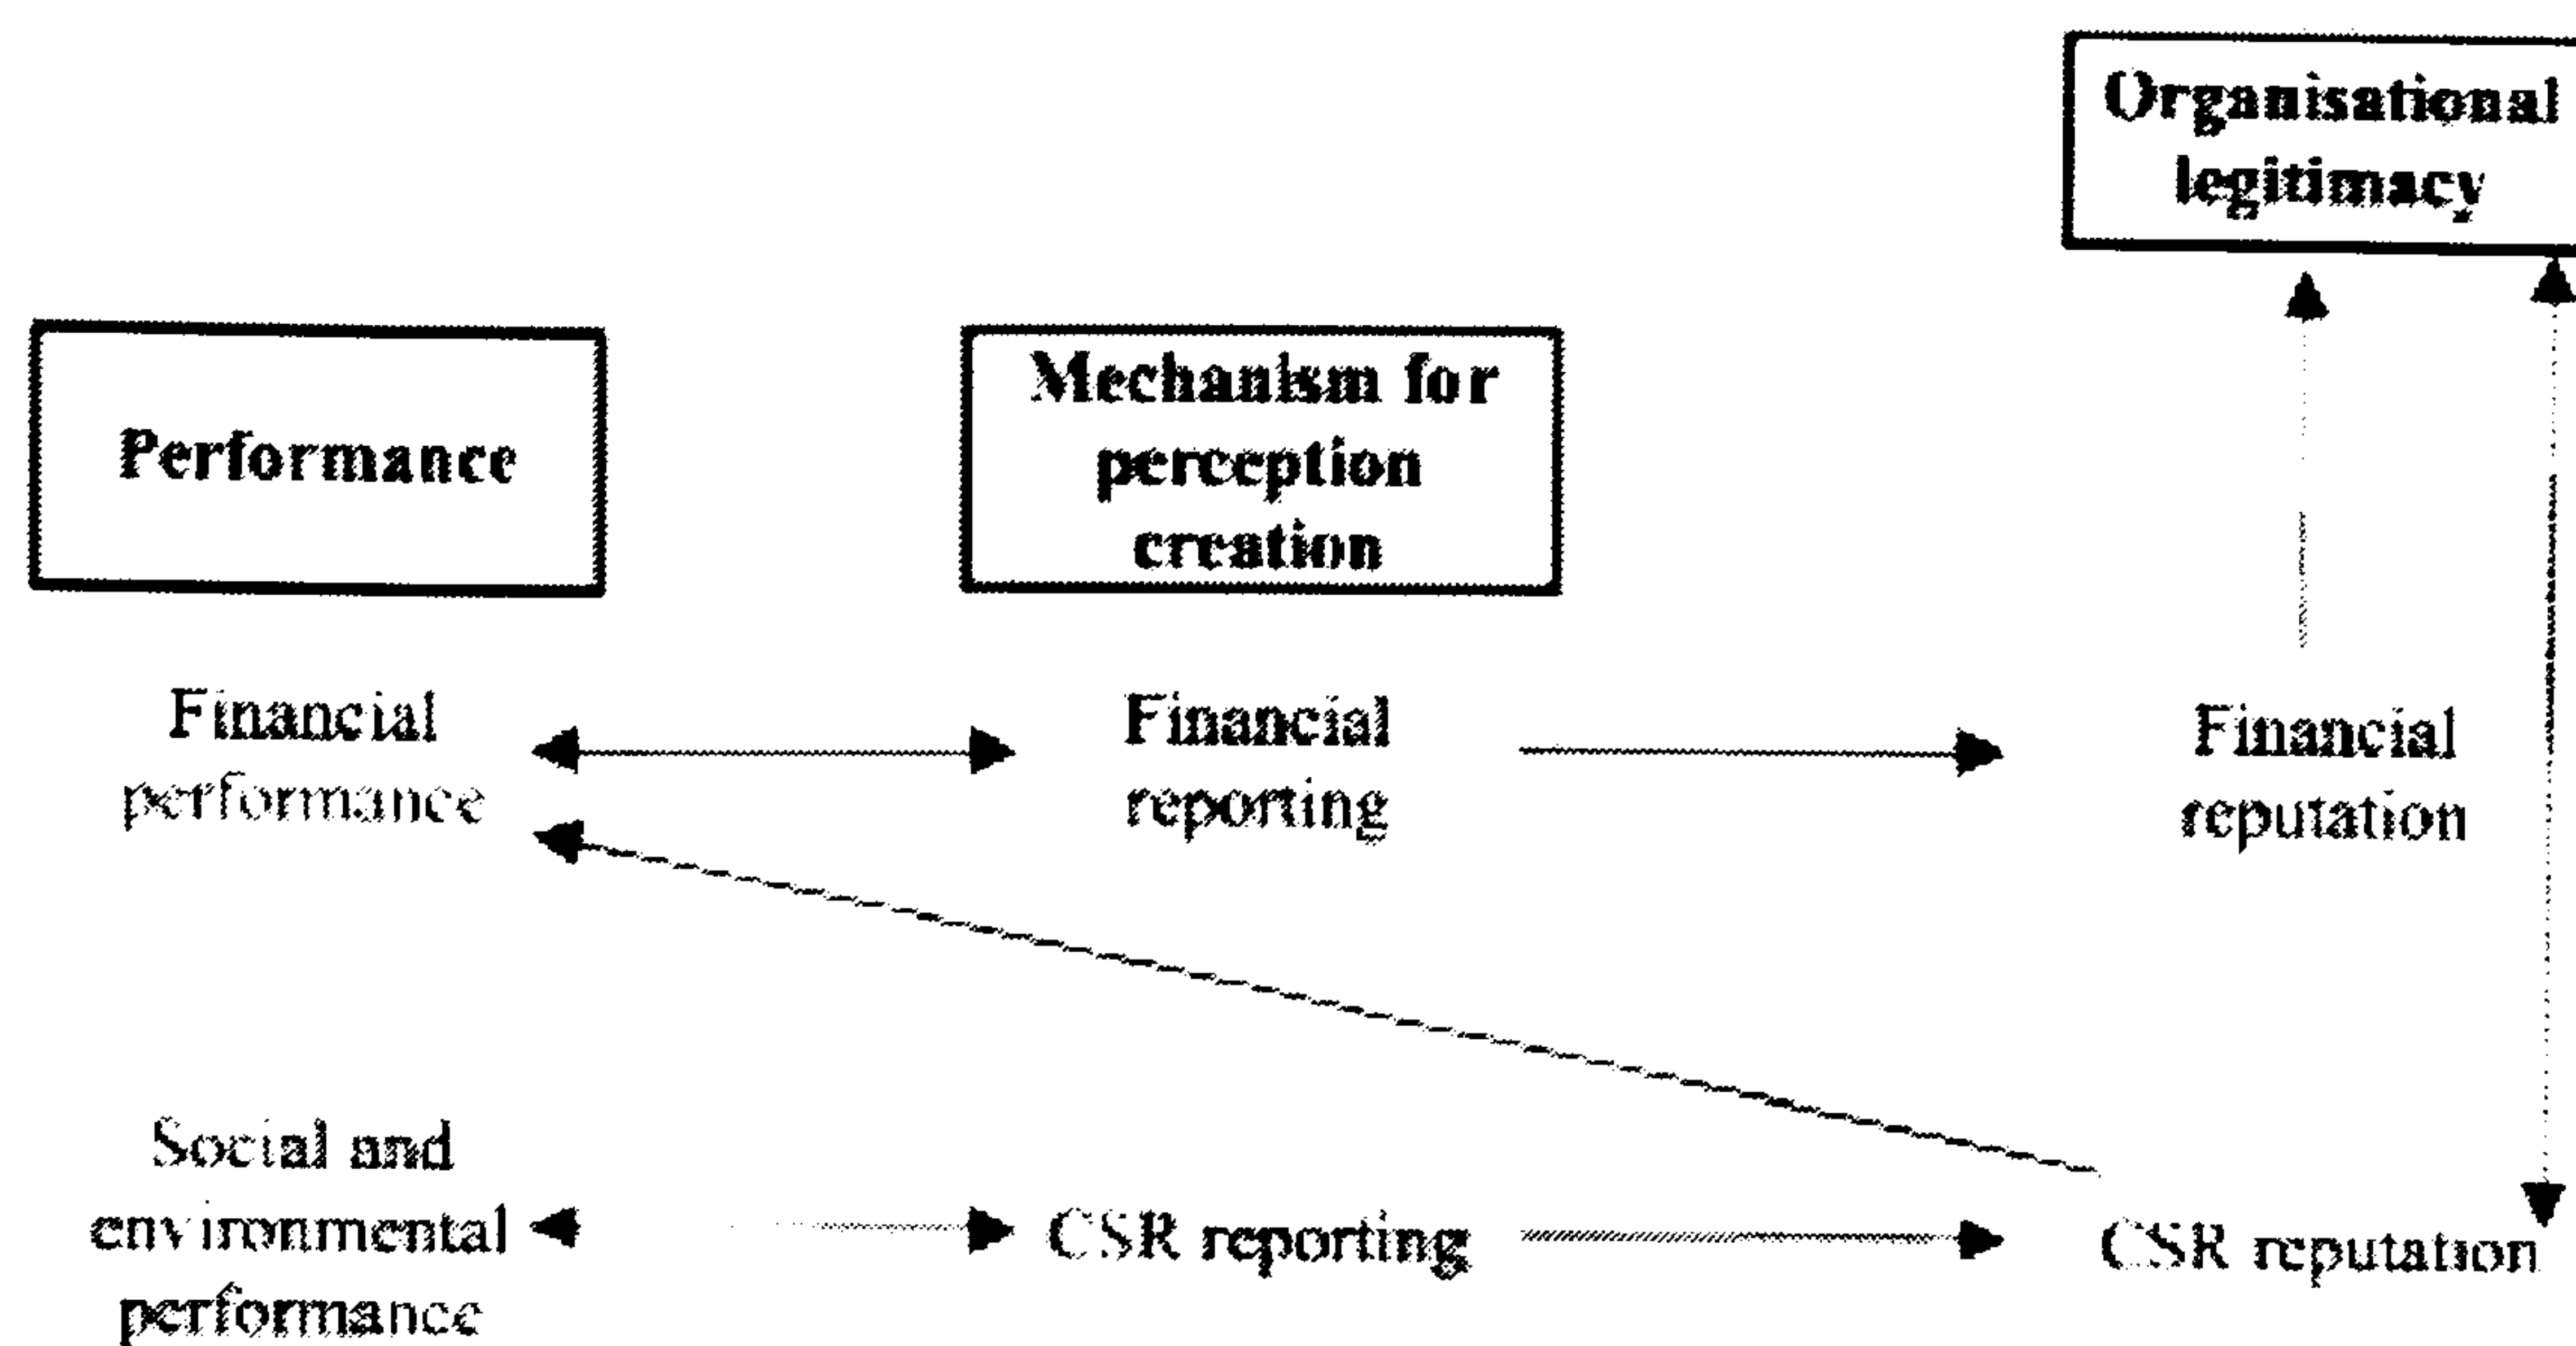 Organisational
legitimacy
Performance
Mechanism for
perception
creation
Financial
performance
Financial
reporting
Financial
reputation
Social and
environmental
performance
CSR reporting
CSR reputation